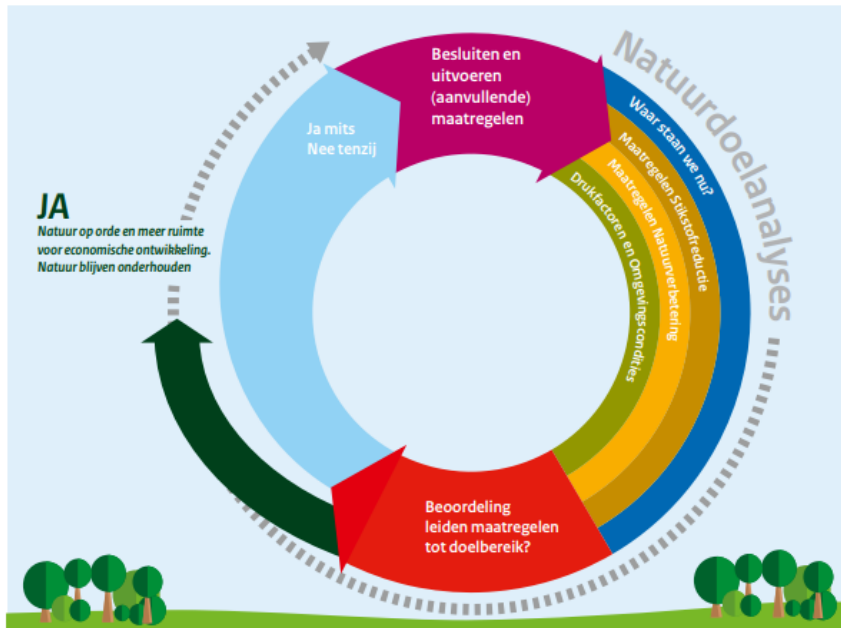 Natuurdoelanalyses
Besluiten en
uitvoeren
(aanvullende)
maatregelen
Waar staan we nu?
Maatregelen Stikstofreductie
Maatregelen Natuurverbetering
Drukfactoren en Omgevingscondities
Ja mits
Nee tenzij
JA
Natuur op orde en meer ruimte
voor economische ontwikkeling.
Natuur blijven onderhouden
Beoordeling
leiden maatregelen
tot doelbereik?